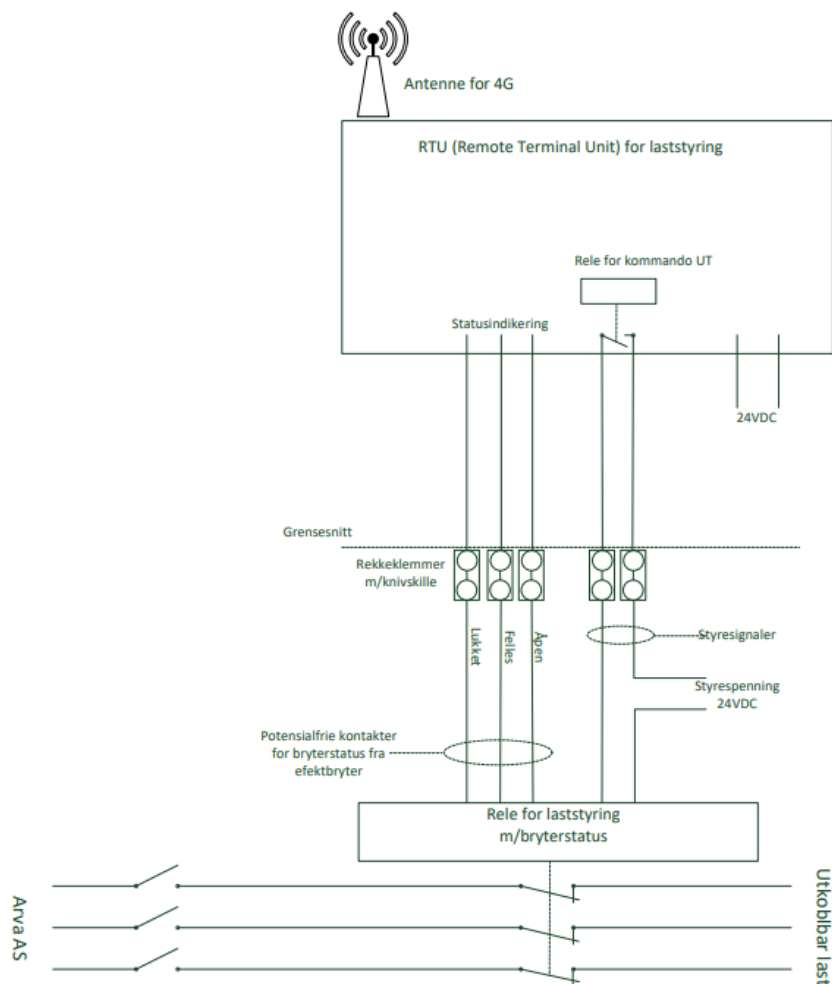 Antenne for 4G
RTU (Remote Terminal Unit) for laststyring
Rele for kommando UT
Statusindikering
24VDC
Grensesnitt
Rekkeklemmer
m/knivskille
Lukket
Felles
Åpen
Styresignaler
Styrespenning
24VDC
Potensialfrie kontakter
for bryterstatus fra
efektbryter
Rele for laststyring
m/bryterstatus
Arva AS
Utkoblbar last